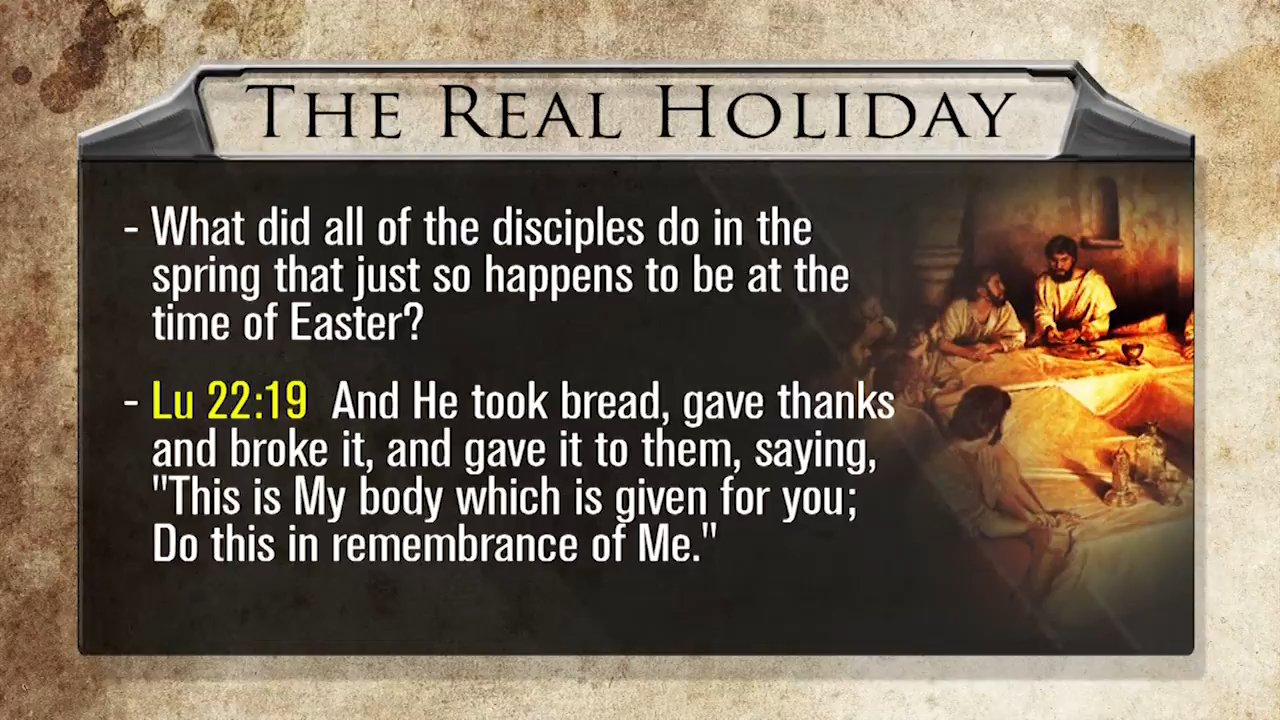 THE REAL HOLIDAY
- What did all of the disciples do in the
spring that just so happens to be at the
time of Easter?
- Lu 22:19 And He took bread, gave thanks
and broke it, and gave it to them, saying,
"This is My body which is given for you;
Do this in remembrance of Me."